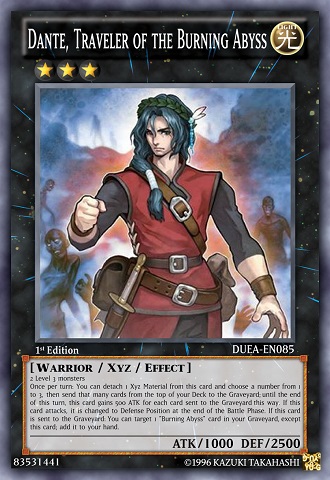 DANTE, TRAVELER OF THE BURNING ABYSS
LIGHT
光
1st Edition
DUEA-EN085
[WARRIOR / XYZ / EFFECT]
2 Level 3 monsters
Once per turn: You can detach 1 Xyz Material from this card and choose a number from 1
to 3, then send that many cards from the top of your Deck to the Graveyard; until the end
of this turn, this card gains 500 ATK for each card sent to the Graveyard this way. If this
card attacks, it is changed to Defense Position at the end of the Battle Phase. If this card
is sent to the Graveyard: You can target 1 "Burning Abyss" card in your Graveyard, except
this card; add it to your hand.
ATK/1000 DEF/2500
83531441
©1996 KAZUKI TAKAHASHI